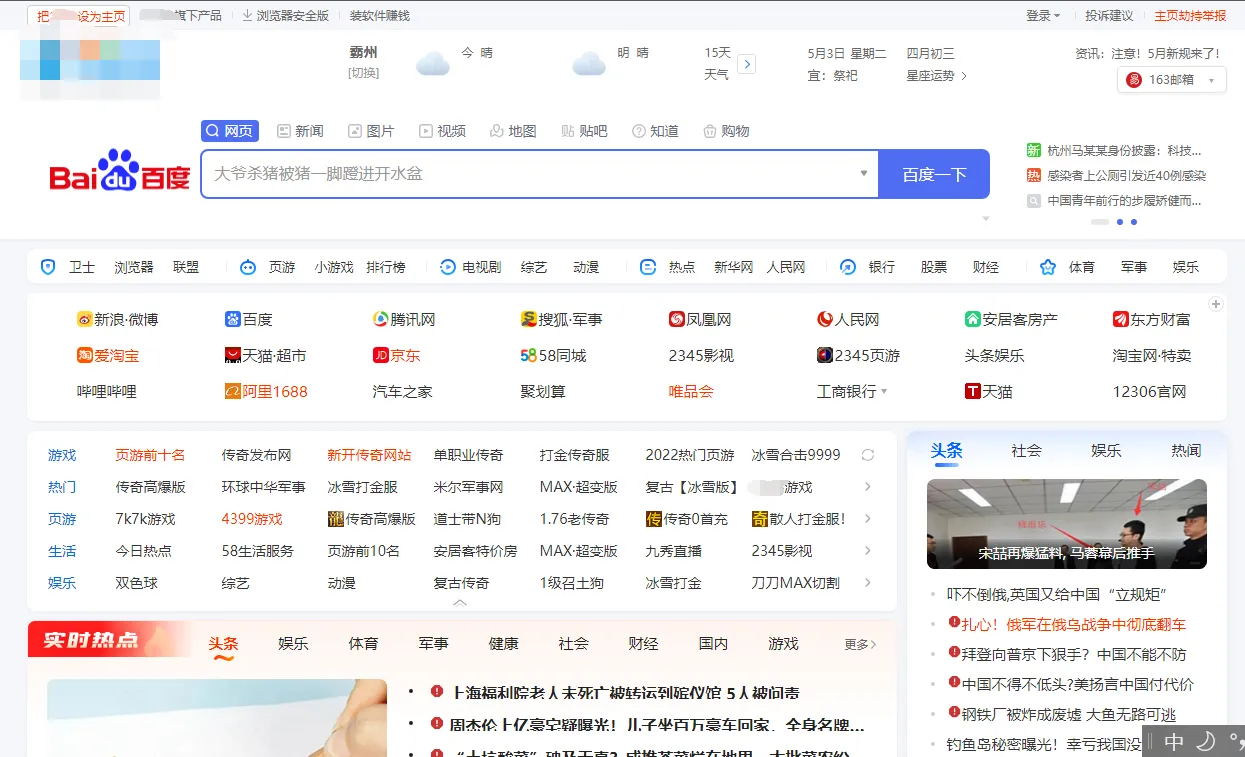 把 设为主页 旗下产品 浏览器安全版 装软件赚钱 登录 投诉建议 主页劫持举报
霸州 今 晴 明 晴 15天 5月3日 星期二 四月初三 资讯：注意！5月新规来了！
[切换] 天气 宜：祭祀 星座运势 163邮箱
网页 新闻 图片 视频 地图 贴 贴吧 知道 购物
Bai du 百度 大爷杀猪被猪一脚蹬进开水盆 百度一下
新 杭州马某某身份披露：科技...
热 感染者上公厕引发近40例感染
中国青年前行的步履矫健而...
卫士 浏览器 联盟 页游 小游戏 排行榜 电视剧 综艺 动漫 热点 新华网 人民网 银行 股票 财经 体育 军事 娱乐
新浪·微博 百度 腾讯网 搜狐·军事 凤凰网 人民网 安居客房产 东方财富
淘 爱淘宝 天猫·超市 JD 京东 58 58同城 2345影视 2345页游 头条娱乐 淘宝网·特卖
哔哩哔哩 阿里1688 汽车之家 聚划算 唯品会 工商银行 T 天猫 12306官网
游戏 页游前十名 传奇发布网 新开传奇网站 单职业传奇 打金传奇服 2022热门页游 冰雪合击9999
热门 传奇高爆版 环球中华军事 冰雪打金服 米尔军事网 MAX·超变版 复古【冰雪版】 游戏
页游 7k7k游戏 4399游戏 传奇高爆版 道士带N狗 1.76老传奇 传 传奇0首充 奇 散人打金服！
生活 今日热点 58生活服务 页游前10名 安居客特价房 MAX·超变版 九秀直播 2345影视
娱乐 双色球 综艺 动漫 复古传奇 1级召土狗 冰雪打金 刀刀MAX切割
头条 社会 娱乐 热闻
宋喆再爆猛料, 马蓉幕后推手
吓不倒俄,英国又给中国“立规矩”
扎心！俄军在俄乌战争中彻底翻车
拜登向普京下狠手？中国不能不防
中国不得不低头?美扬言中国付代价
钢铁厂被炸成废墟 大鱼无路可逃
钓鱼岛秘密曝光！幸亏我国没
实时热点 头条 娱乐 体育 军事 健康 社会 财经 国内 游戏 更多
上海福利院老人未死亡被转运到殡仪馆 5人被问责
周杰伦上亿豪宅疑曝光！儿子坐百万豪车回家，全身名牌...
中